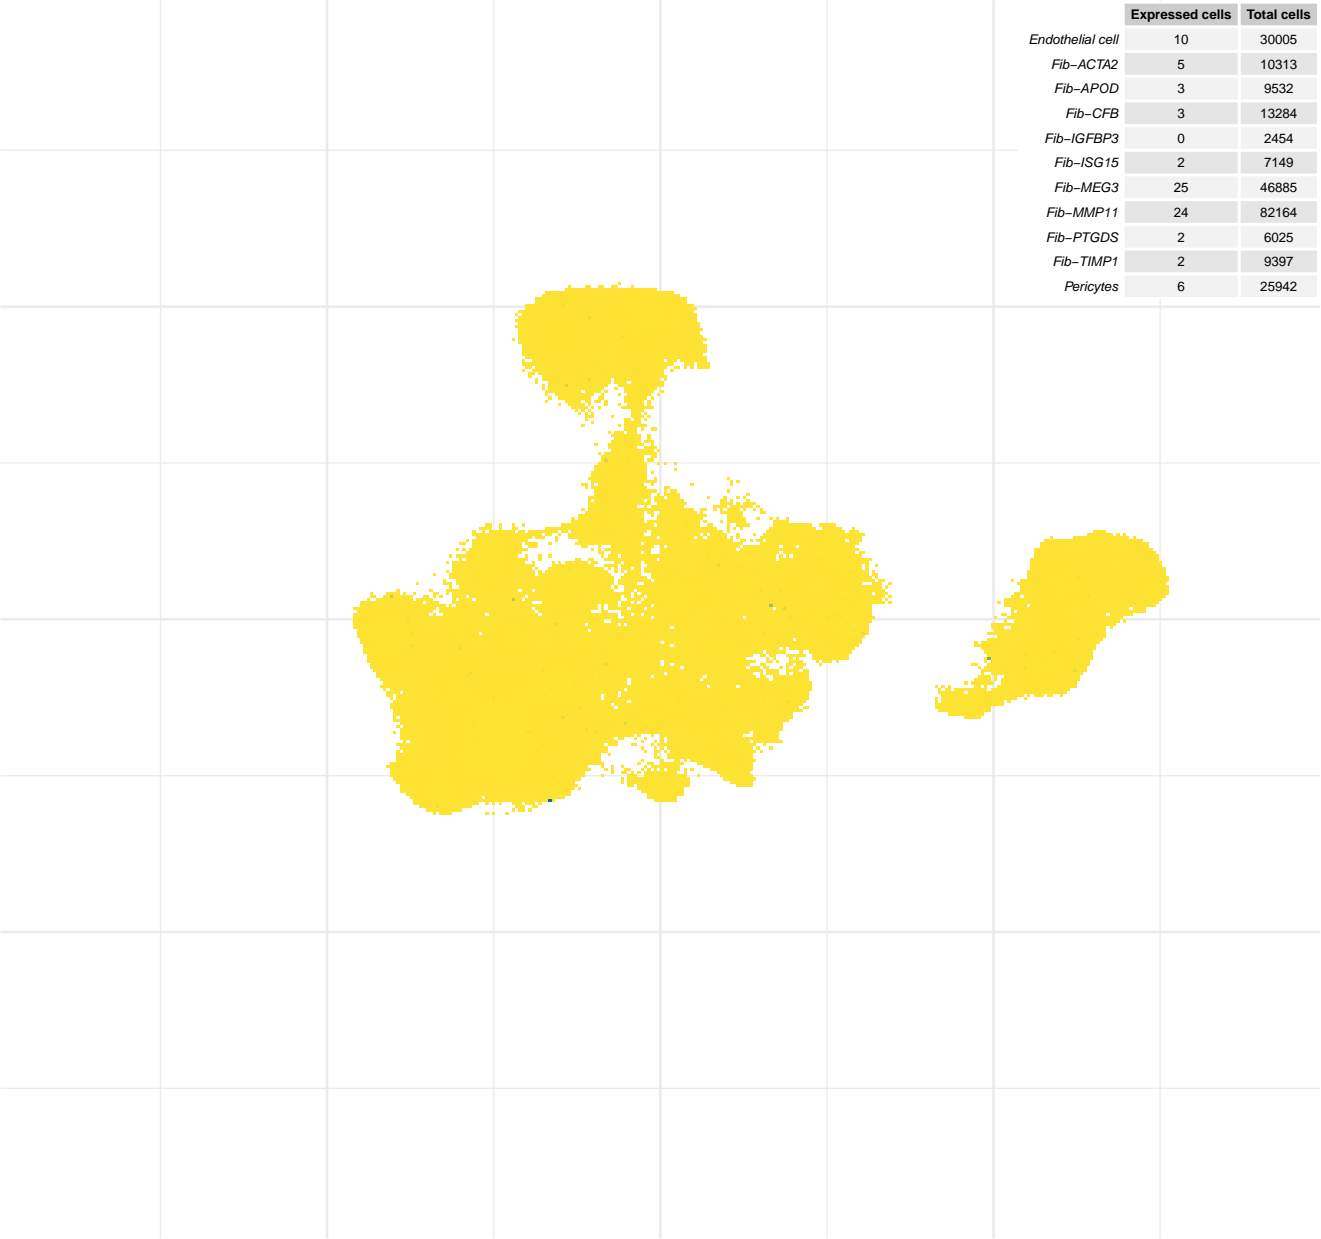 Expressed cells Total cells
Endothelial cell 10 30005
Fib−ACTA2 5 10313
Fib−APOD 3 9532
Fib−CFB 3 13284
Fib−IGFBP3 0 2454
Fib−ISG15 2 7149
Fib−MEG3 25 46885
Fib−MMP11 24 82164
Fib−PTGDS 2 6025
Fib−TIMP1 2 9397
Pericytes 6 25942